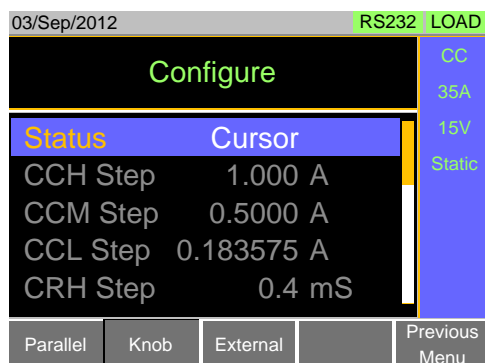 03/Sep/2012 RS232 LOAD
Configure
CC
35A
15V
Static
Status Cursor
CCH Step 1.000 A
CCM Step 0.5000 A
CCL Step 0.183575 A
CRH Step 0.4 mS
Parallel Knob External Previous Menu